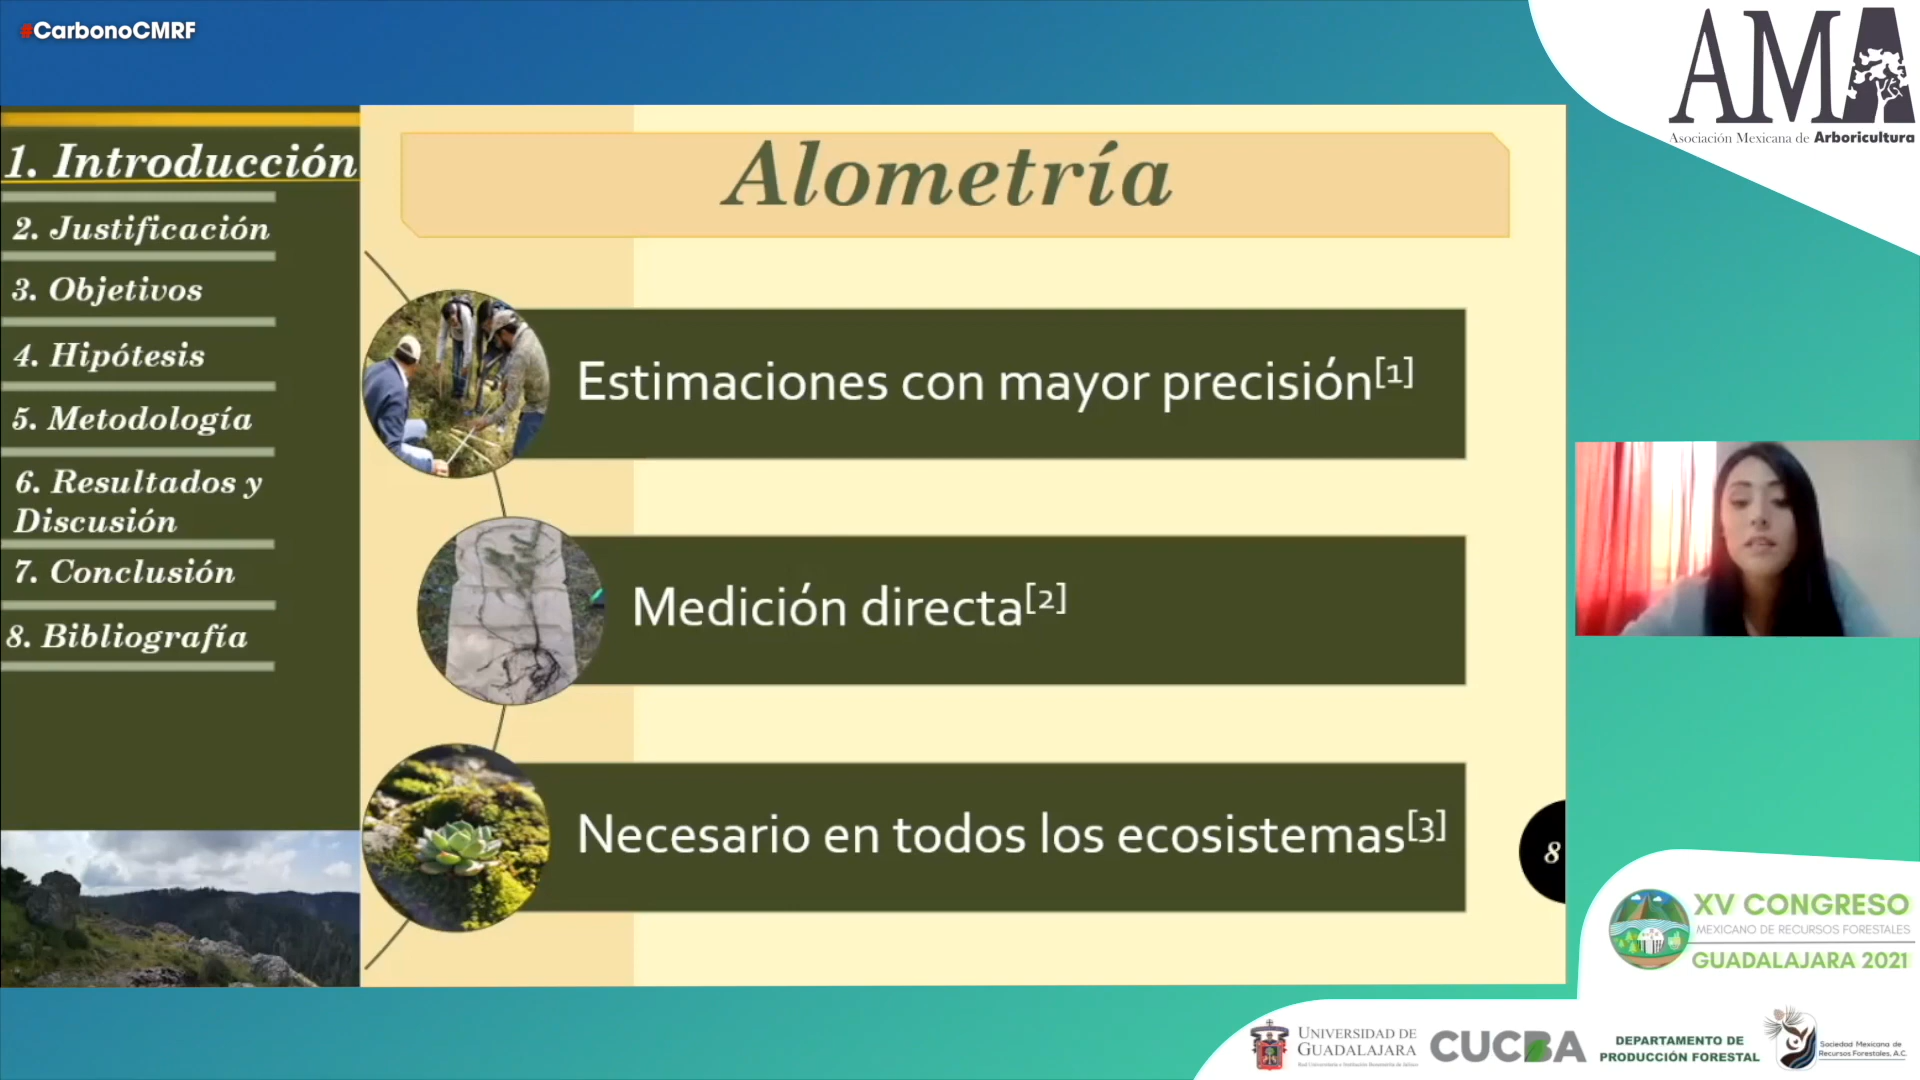 #CarbonoCMRF
AMA
Asociación Mexicana de Arboricultura
1. Introducción
2. Justificación
3. Objetivos
4. Hipótesis
5. Metodología
6. Resultados y
Discusión
7. Conclusión
8. Bibliografía
Alometría
Estimaciones con mayor precisión[1]
Medición directa[2]
Necesario en todos los ecosistemas[3]
8
XV CONGRESO
MEXICANO DE RECURSOS FORESTALES
GUADALAJARA 2021
UNIVERSIDAD DE
GUADALAJARA
CUCBA
DEPARTAMENTO DE
PRODUCCIÓN FORESTAL
Sociedad Mexicana de
Recursos Forestales, A.C.